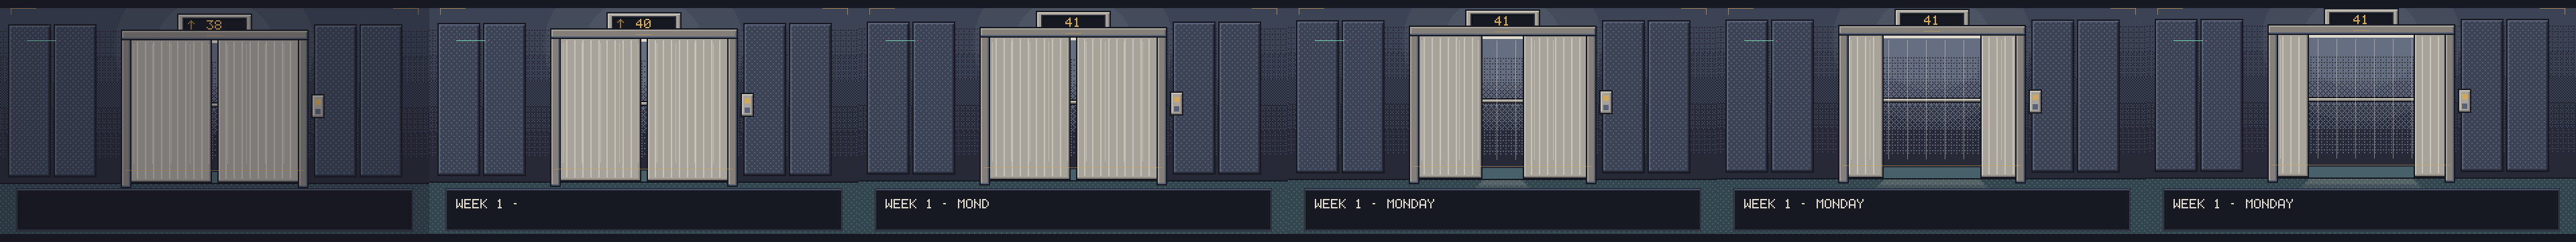 ↑ 38
↑ 40
WEEK 1 -
41
WEEK 1 - MOND
41
WEEK 1 - MONDAY
41
WEEK 1 - MONDAY
41
WEEK 1 - MONDAY